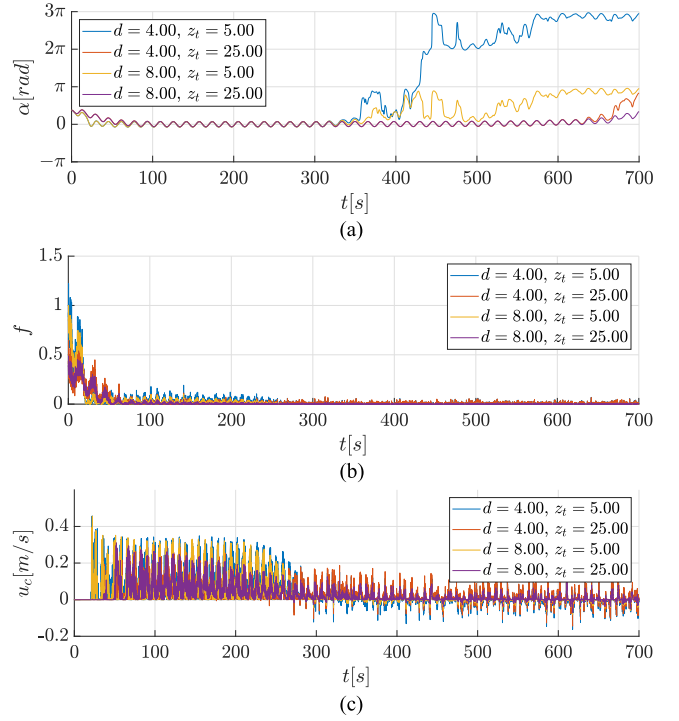 3π
2π
π
0
−π
α[rad]
d = 4.00, z_t = 5.00
d = 4.00, z_t = 25.00
d = 8.00, z_t = 5.00
d = 8.00, z_t = 25.00
0 100 200 300 400 500 600 700
t[s]
(a)
1.5
1
0.5
0
f
d = 4.00, z_t = 5.00
d = 4.00, z_t = 25.00
d = 8.00, z_t = 5.00
d = 8.00, z_t = 25.00
0 100 200 300 400 500 600 700
t[s]
(b)
0.4
0.2
0
-0.2
u_c[m/s]
d = 4.00, z_t = 5.00
d = 4.00, z_t = 25.00
d = 8.00, z_t = 5.00
d = 8.00, z_t = 25.00
0 100 200 300 400 500 600 700
t[s]
(c)